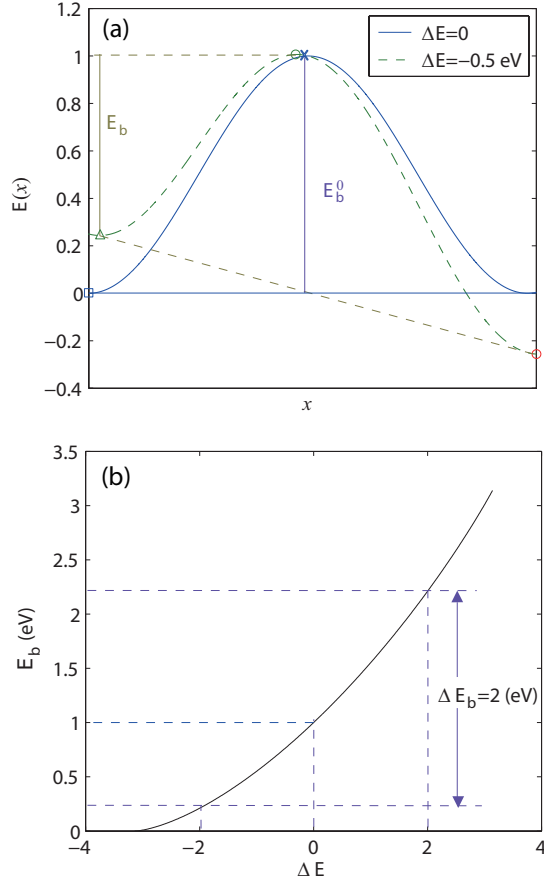 (a)
ΔE=0
ΔE=−0.5 eV
1.2
1
0.8
0.6
0.4
0.2
0
−0.2
−0.4
E(x)
E_b
E_b^0
x
(b)
3.5
3
2.5
2
1.5
1
0.5
0
E_b (eV)
ΔE_b=2 (eV)
−4
−2
0
2
4
ΔE